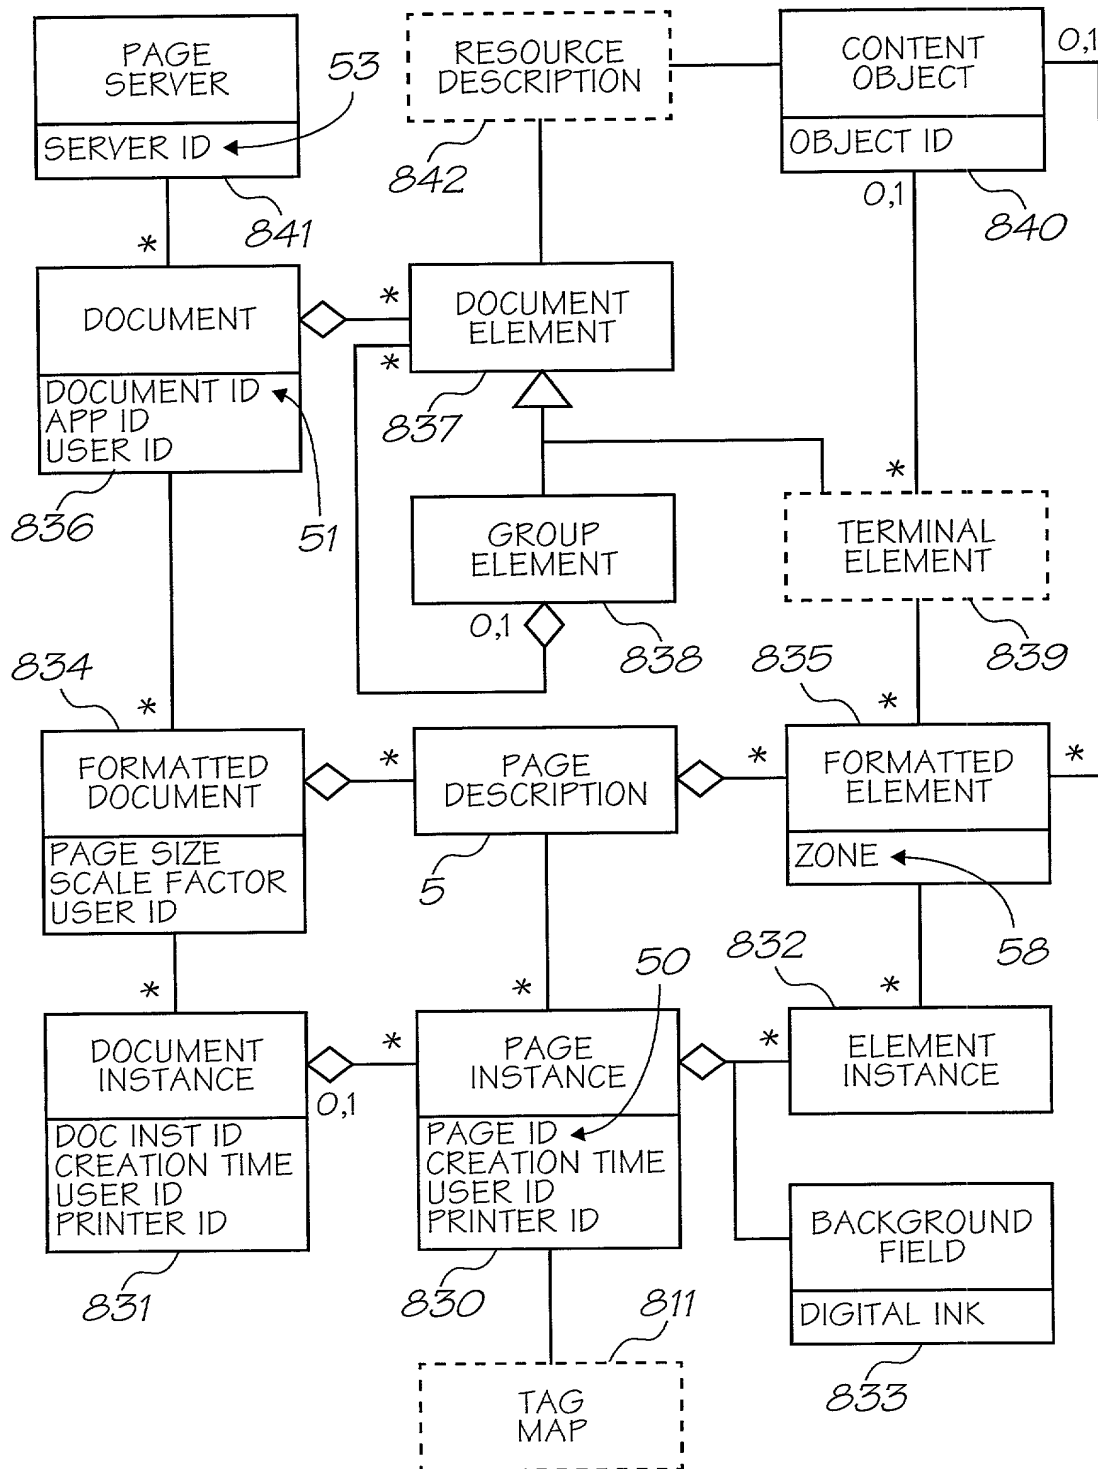 PAGE
SERVER
SERVER ID
53
841
RESOURCE
DESCRIPTION
842
CONTENT
OBJECT
OBJECT ID
0,1
0,1
840
*
DOCUMENT
DOCUMENT ID
APP ID
USER ID
836
51
*
*
DOCUMENT
ELEMENT
837
GROUP
ELEMENT
0,1
838
*
TERMINAL
ELEMENT
839
834
*
FORMATTED
DOCUMENT
PAGE SIZE
SCALE FACTOR
USER ID
*
PAGE
DESCRIPTION
5
835
*
*
FORMATTED
ELEMENT
ZONE
*
58
*
DOCUMENT
INSTANCE
DOC INST ID
CREATION TIME
USER ID
PRINTER ID
831
0,1
*
*
50
PAGE
INSTANCE
PAGE ID
CREATION TIME
USER ID
PRINTER ID
830
832
*
*
ELEMENT
INSTANCE
BACKGROUND
FIELD
DIGITAL INK
833
811
TAG
MAP